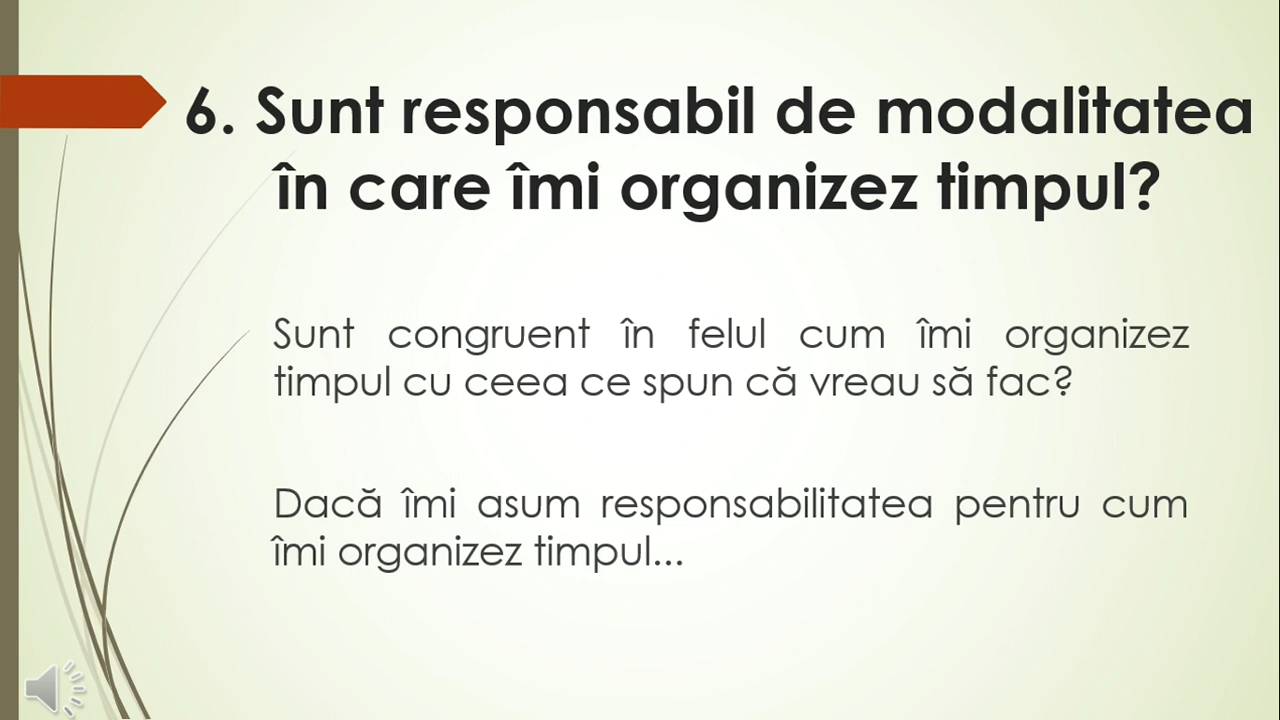 6. Sunt responsabil de modalitatea
în care îmi organizez timpul?
Sunt congruent în felul cum îmi organizez
timpul cu ceea ce spun că vreau să fac?
Dacă îmi asum responsabilitatea pentru cum
îmi organizez timpul...